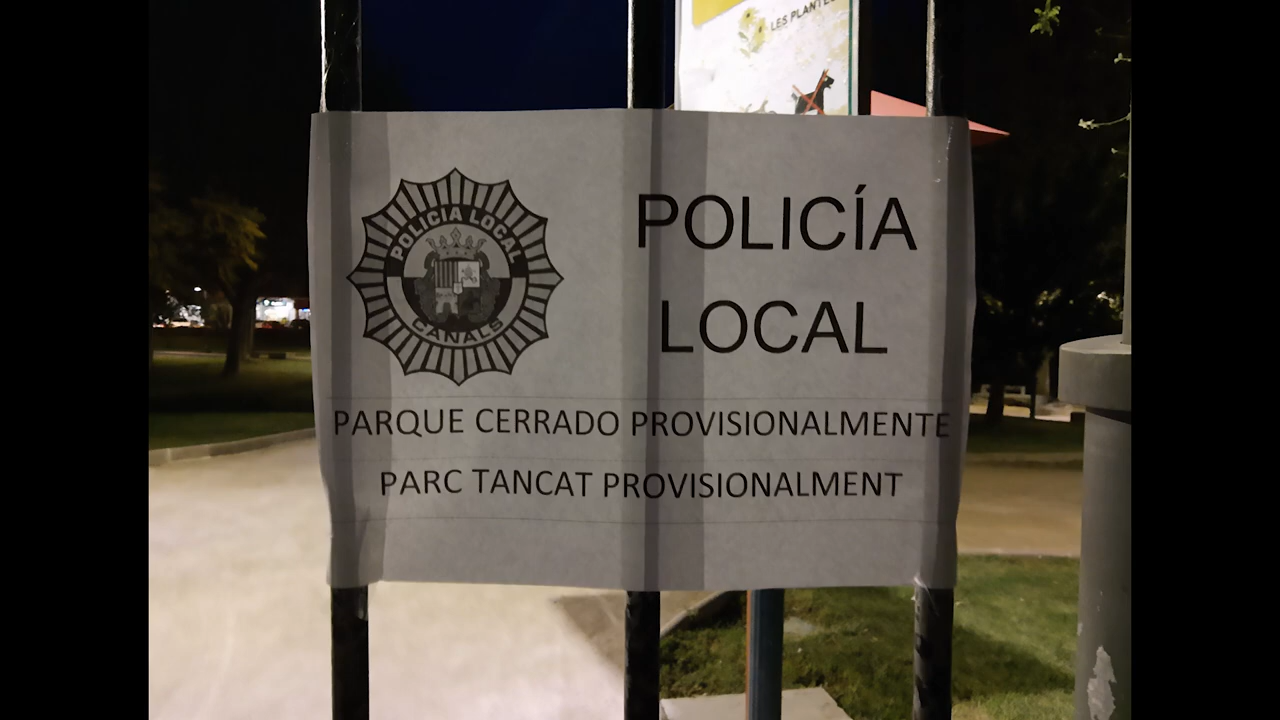 LES PLANTES
POLICIA LOCAL
CANALS
POLICÍA
LOCAL
PARQUE CERRADO PROVISIONALMENTE
PARC TANCAT PROVISIONALMENT